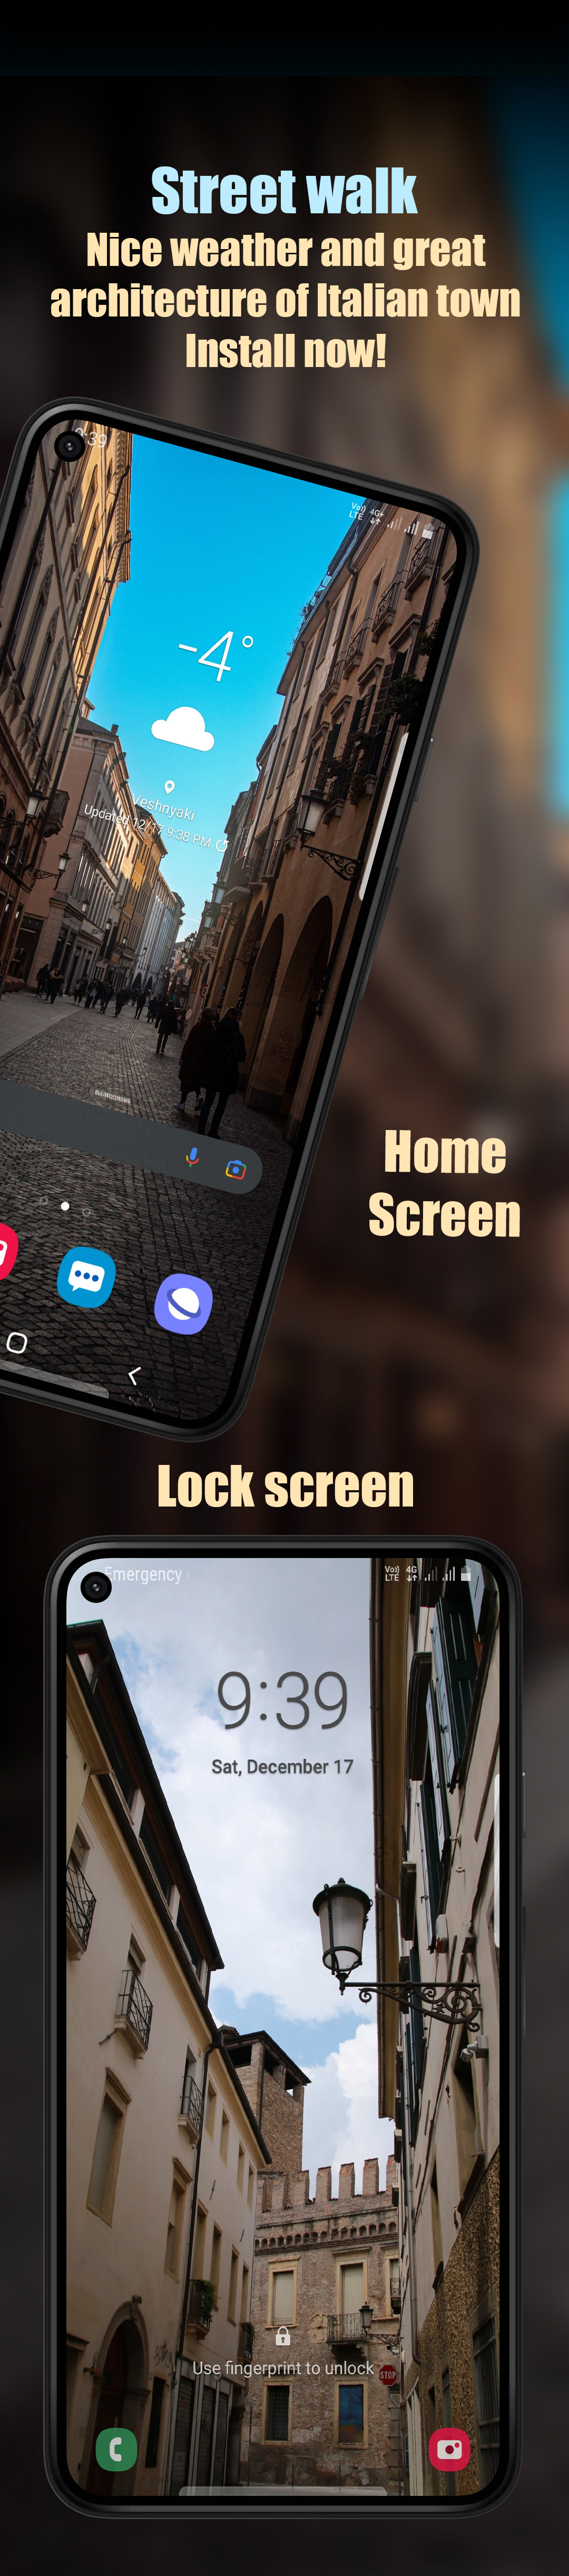 Street walk
Nice weather and great
architecture of Italian town
Install now!
9:39
Vo)) 4G+
LTE
-4°
Veshnyaki
Updated 12/17 9:38 PM
Home
Screen
Lock screen
Emergency
Vo)) 4G
LTE
9:39
Sat, December 17
Use fingerprint to unlock
STOP